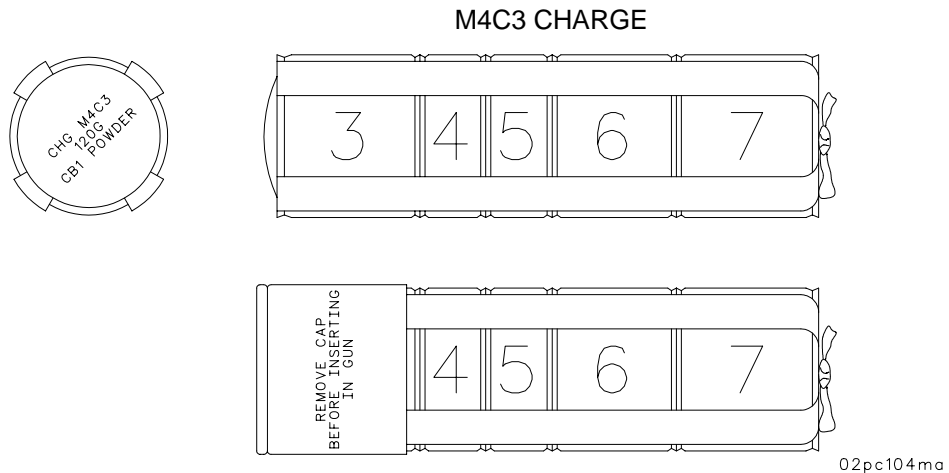 M4C3 CHARGE
CHG M4C3
120G
CB1 POWDER
3 4 5 6 7
REMOVE CAP
BEFORE INSERTING
IN GUN
4 5 6 7
02pc104ma